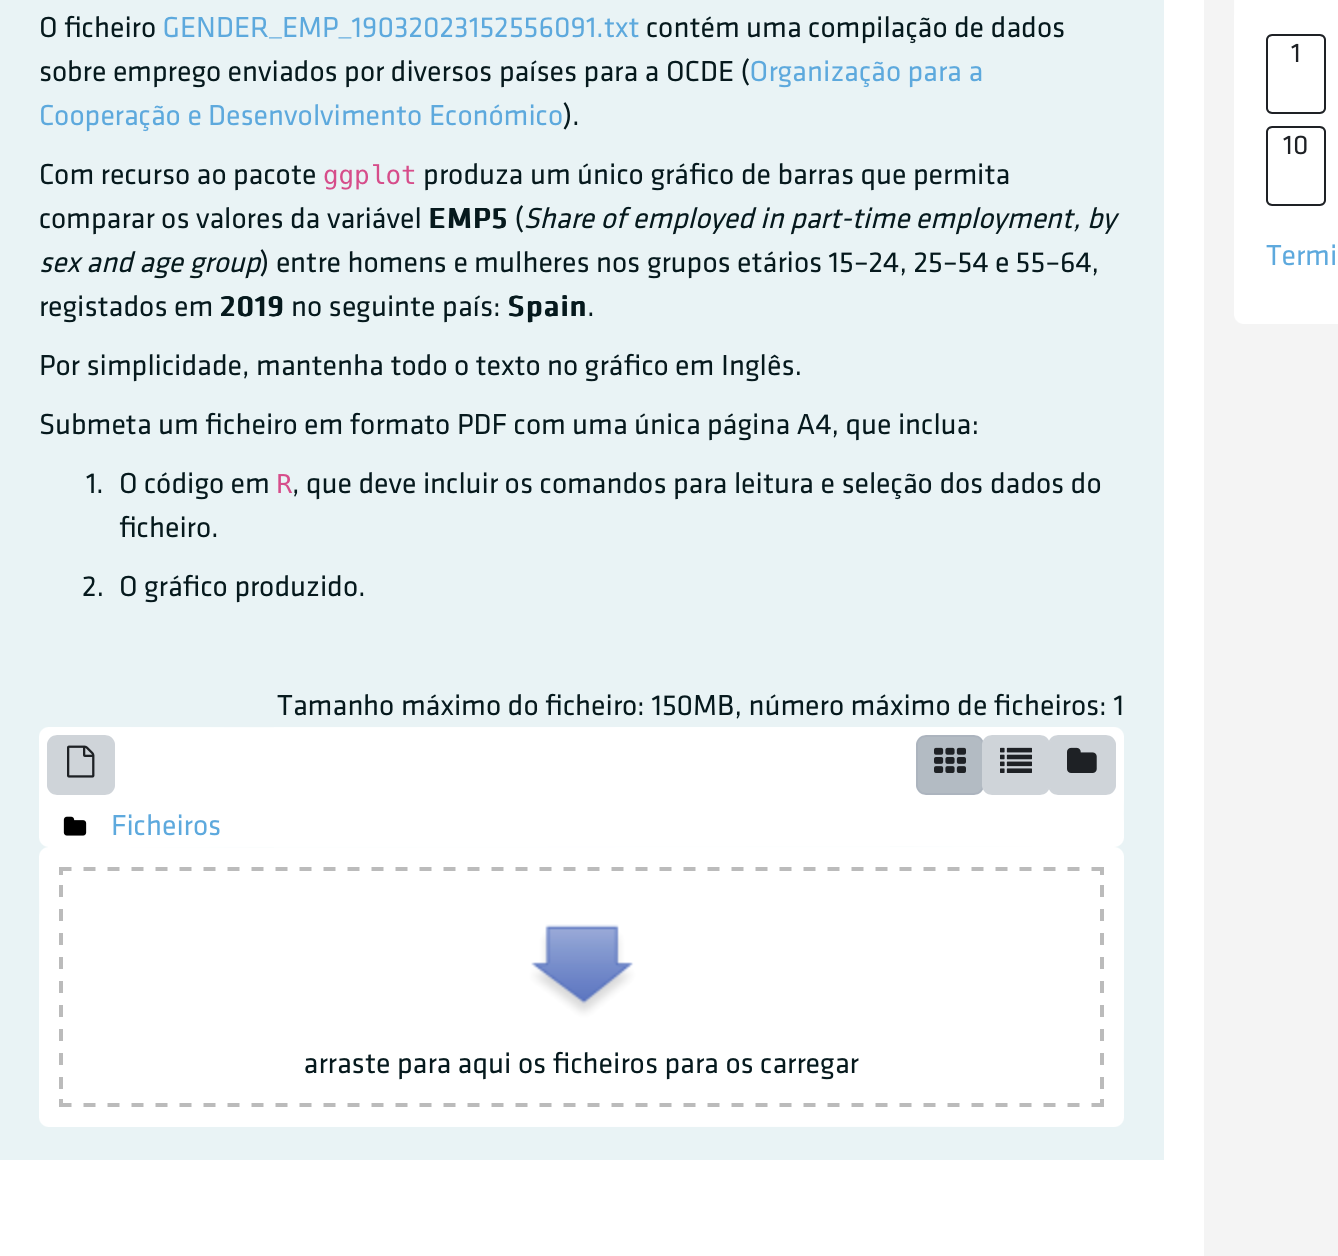 O ficheiro GENDER_EMP_19032023152556091.txt contém uma compilação de dados
sobre emprego enviados por diversos países para a OCDE (Organização para a
Cooperação e Desenvolvimento Económico).
Com recurso ao pacote ggplot produza um único gráfico de barras que permita
comparar os valores da variável EMP5 (Share of employed in part-time employment, by
sex and age group) entre homens e mulheres nos grupos etários 15–24, 25–54 e 55–64,
registados em 2019 no seguinte país: Spain.
Por simplicidade, mantenha todo o texto no gráfico em Inglês.
Submeta um ficheiro em formato PDF com uma única página A4, que inclua:
1. O código em R, que deve incluir os comandos para leitura e seleção dos dados do
ficheiro.
2. O gráfico produzido.
Tamanho máximo do ficheiro: 150MB, número máximo de ficheiros: 1
Ficheiros
arraste para aqui os ficheiros para os carregar
1
10
Termi